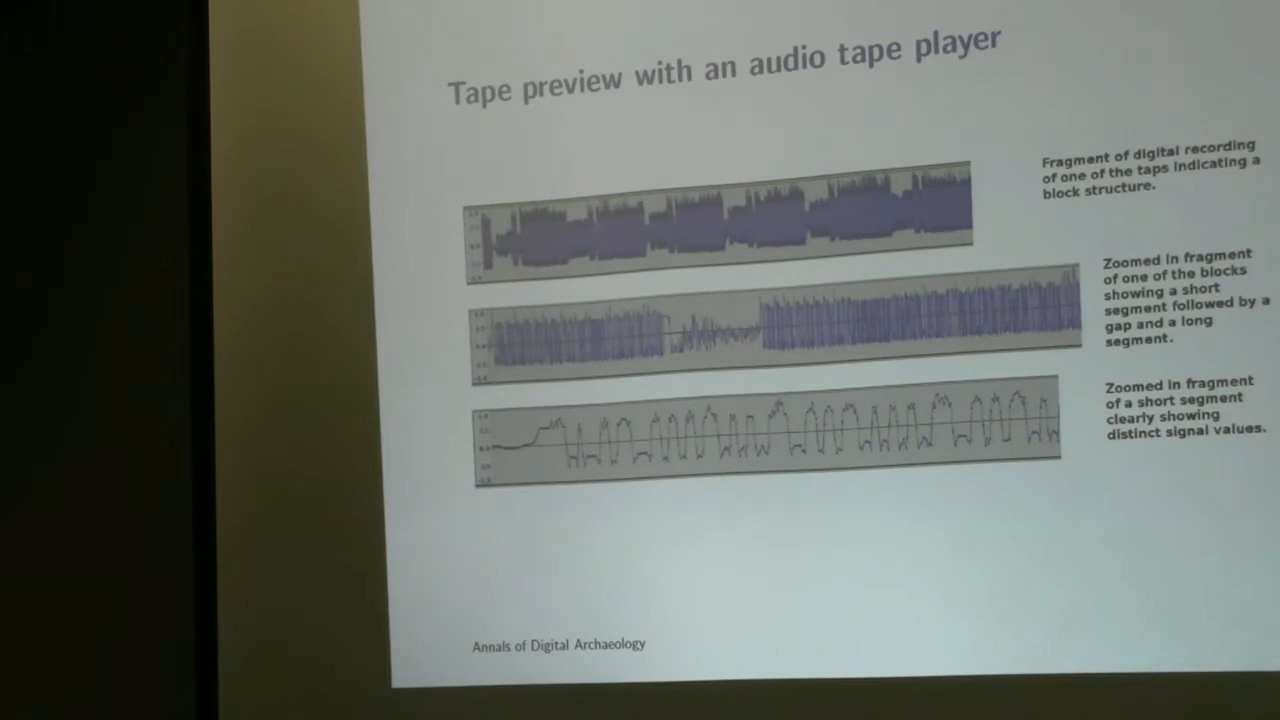 Tape preview with an audio tape player
Fragment of digital recording
of one of the taps indicating a
block structure.
Zoomed in fragment
of one of the blocks
showing a short
segment followed by a
gap and a long
segment.
Zoomed in fragment
of a short segment
clearly showing
distinct signal values.
Annals of Digital Archaeology